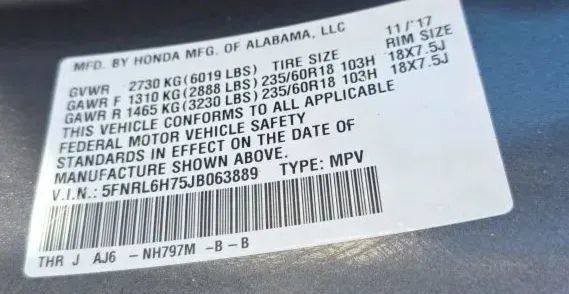 MFD. BY HONDA MFG. OF ALABAMA, LLC 11/'17
TIRE SIZE RIM SIZE
GVWR 2730 KG(6019 LBS)
GAWR F 1310 KG(2888 LBS)235/60R18 103H 18X7.5J
GAWR R 1465 KG(3230 LBS)235/60R18 103H 18X7.5J
THIS VEHICLE CONFORMS TO ALL APPLICABLE
FEDERAL MOTOR VEHICLE SAFETY
STANDARDS IN EFFECT ON THE DATE OF
MANUFACTURE SHOWN ABOVE.
V.I.N.: 5FNRL6H75JB063889 TYPE: MPV
THR J AJ6 - NH797M -B - B